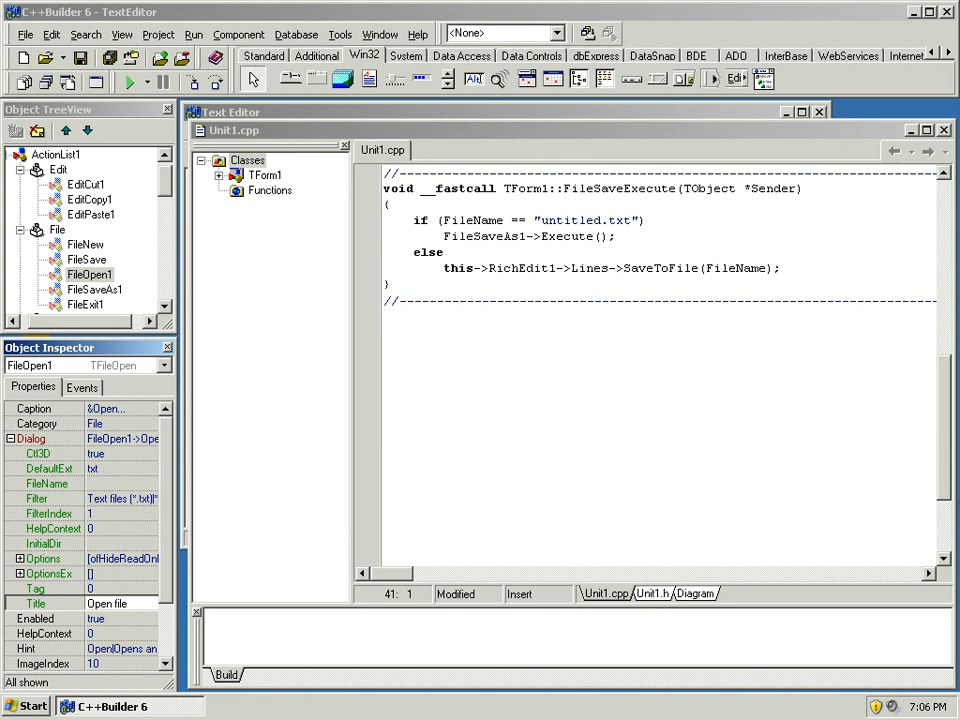 C++Builder 6 - TextEditor
File Edit Search View Project Run Component Database Tools Window Help <None>
Standard Additional Win32 System Data Access Data Controls dbExpress DataSnap BDE ADO InterBase WebServices Internet
Object TreeView
ActionList1
Edit
EditCut1
EditCopy1
EditPaste1
File
FileNew
FileSave
FileOpen1
FileSaveAs1
FileExit1
Object Inspector
FileOpen1 TFileOpen
Properties Events
Caption &Open...
Category File
Dialog FileOpen1->Ope
Ctl3D true
DefaultExt txt
FileName
Filter Text files (*.txt)|*
FilterIndex 1
HelpContext 0
InitialDir
Options [ofHideReadOnl
OptionsEx []
Tag 0
Title Open file
Enabled true
HelpContext 0
Hint Open|Opens an
ImageIndex 10
All shown
Text Editor
Unit1.cpp
Classes
TForm1
Functions
Unit1.cpp
//-----------------------------------------------------------------
void __fastcall TForm1::FileSaveExecute(TObject *Sender)
{
if (FileName == "untitled.txt")
FileSaveAs1->Execute();
else
this->RichEdit1->Lines->SaveToFile(FileName);
}
//-----------------------------------------------------------------
41: 1 Modified Insert Unit1.cpp Unit1.h Diagram
Build
Start C++Builder 6 7:06 PM